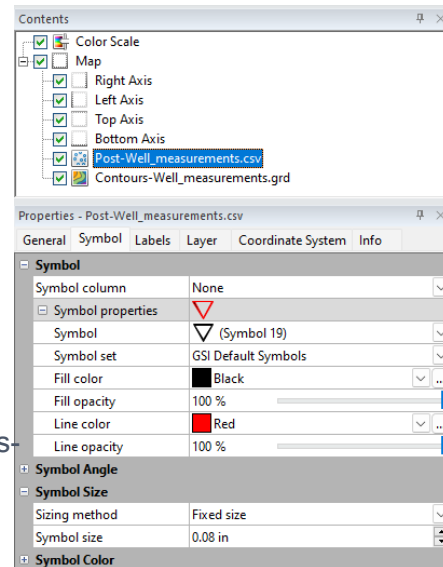 Contents
Color Scale
Map
Right Axis
Left Axis
Top Axis
Bottom Axis
Post-Well_measurements.csv
Contours-Well_measurements.grd
Properties - Post-Well_measurements.csv
General Symbol Labels Layer Coordinate System Info
Symbol
Symbol column None
Symbol properties
Symbol (Symbol 19)
Symbol set GSI Default Symbols
Fill color Black ...
Fill opacity 100 %
Line color Red ...
s-
Line opacity 100 %
Symbol Angle
Symbol Size
Sizing method Fixed size
Symbol size 0.08 in
Symbol Color